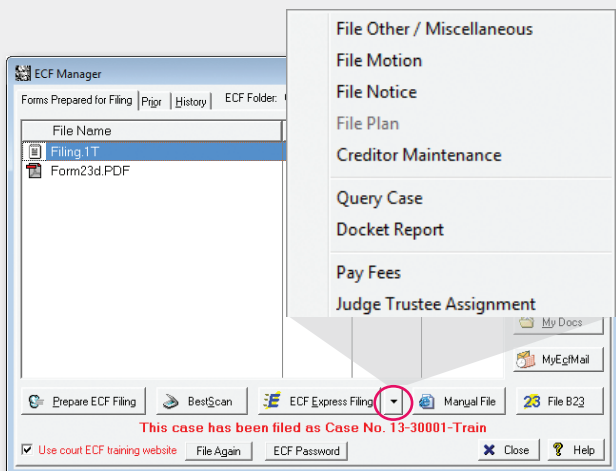 File Other / Miscellaneous
File Motion
File Notice
File Plan
Creditor Maintenance
Query Case
Docket Report
Pay Fees
Judge Trustee Assignment
ECF Manager
Forms Prepared for Filing Prior History ECF Folder:
File Name
Filing.1T
Form23d.PDF
My Docs
MyEcfMail
Prepare ECF Filing BestScan ECF Express Filing Manual File 23 File B23
This case has been filed as Case No. 13-30001-Train
Use court ECF training website File Again ECF Password Close Help